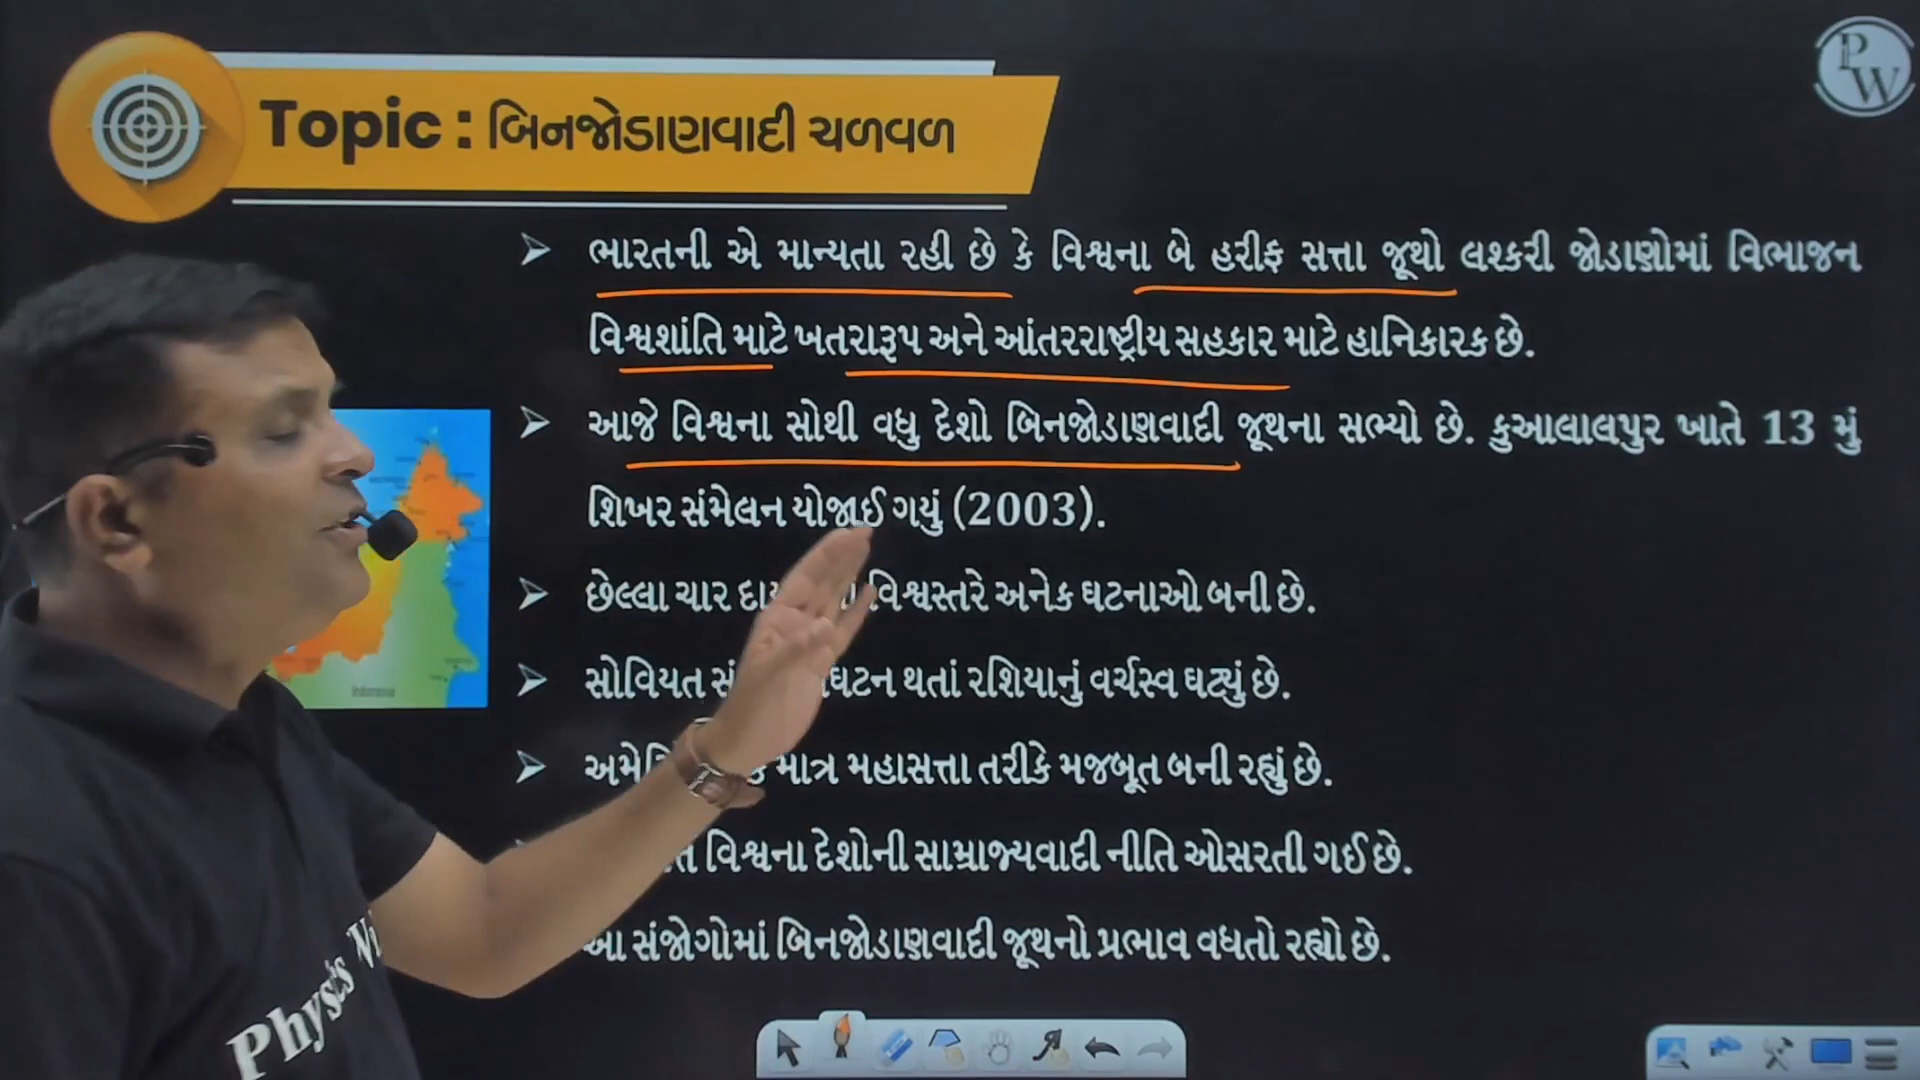 PW
Topic : બિનજોડાણવાદી ચળવળ
ભારતની એ માન્યતા રહી છે કે વિશ્વના બે હરીફ સત્તા જૂથો લશ્કરી જોડાણોમાં વિભાજન
વિશ્વશાંતિ માટે ખતરારૂપ અને આંતરરાષ્ટ્રીય સહકાર માટે હાનિકારક છે.
આજે વિશ્વના સૌથી વધુ દેશો બિનજોડાણવાદી જૂથના સભ્યો છે. કુઆલાલપુર ખાતે 13 મું
શિખર સંમેલન યોજાઈ ગયું (2003).
છેલ્લા ચાર વિશ્વસ્તરે અનેક ઘટનાઓ બની છે.
સોવિયત થતાં રશિયાનું વર્ચસ્વ ઘટ્યું છે.
માત્ર મહાસત્તા તરીકે મજબૂત બની રહ્યું છે.
વિશ્વના દેશોની સામ્રાજ્યવાદી નીતિ ઓસરતી ગઈ છે.
આ સંજોગોમાં બિનજોડાણવાદી જૂથનો પ્રભાવ વધતો રહ્યો છે.
Indonesia
Physics